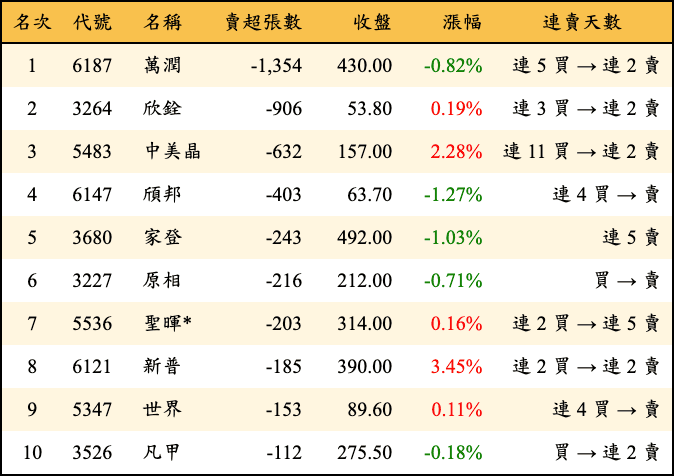 名次 代號 名稱 賣超張數 收盤 漲幅 連賣天數
1 6187 萬潤 -1,354 430.00 -0.82% 連 5 買 → 連 2 賣
2 3264 欣銓 -906 53.80 0.19% 連 3 買 → 連 2 賣
3 5483 中美晶 -632 157.00 2.28% 連 11 買 → 連 2 賣
4 6147 頎邦 -403 63.70 -1.27% 連 4 買 → 賣
5 3680 家登 -243 492.00 -1.03% 連 5 賣
6 3227 原相 -216 212.00 -0.71% 買 → 賣
7 5536 聖暉* -203 314.00 0.16% 連 2 買 → 連 5 賣
8 6121 新普 -185 390.00 3.45% 連 2 買 → 連 2 賣
9 5347 世界 -153 89.60 0.11% 連 4 買 → 賣
10 3526 凡甲 -112 275.50 -0.18% 買 → 連 2 賣